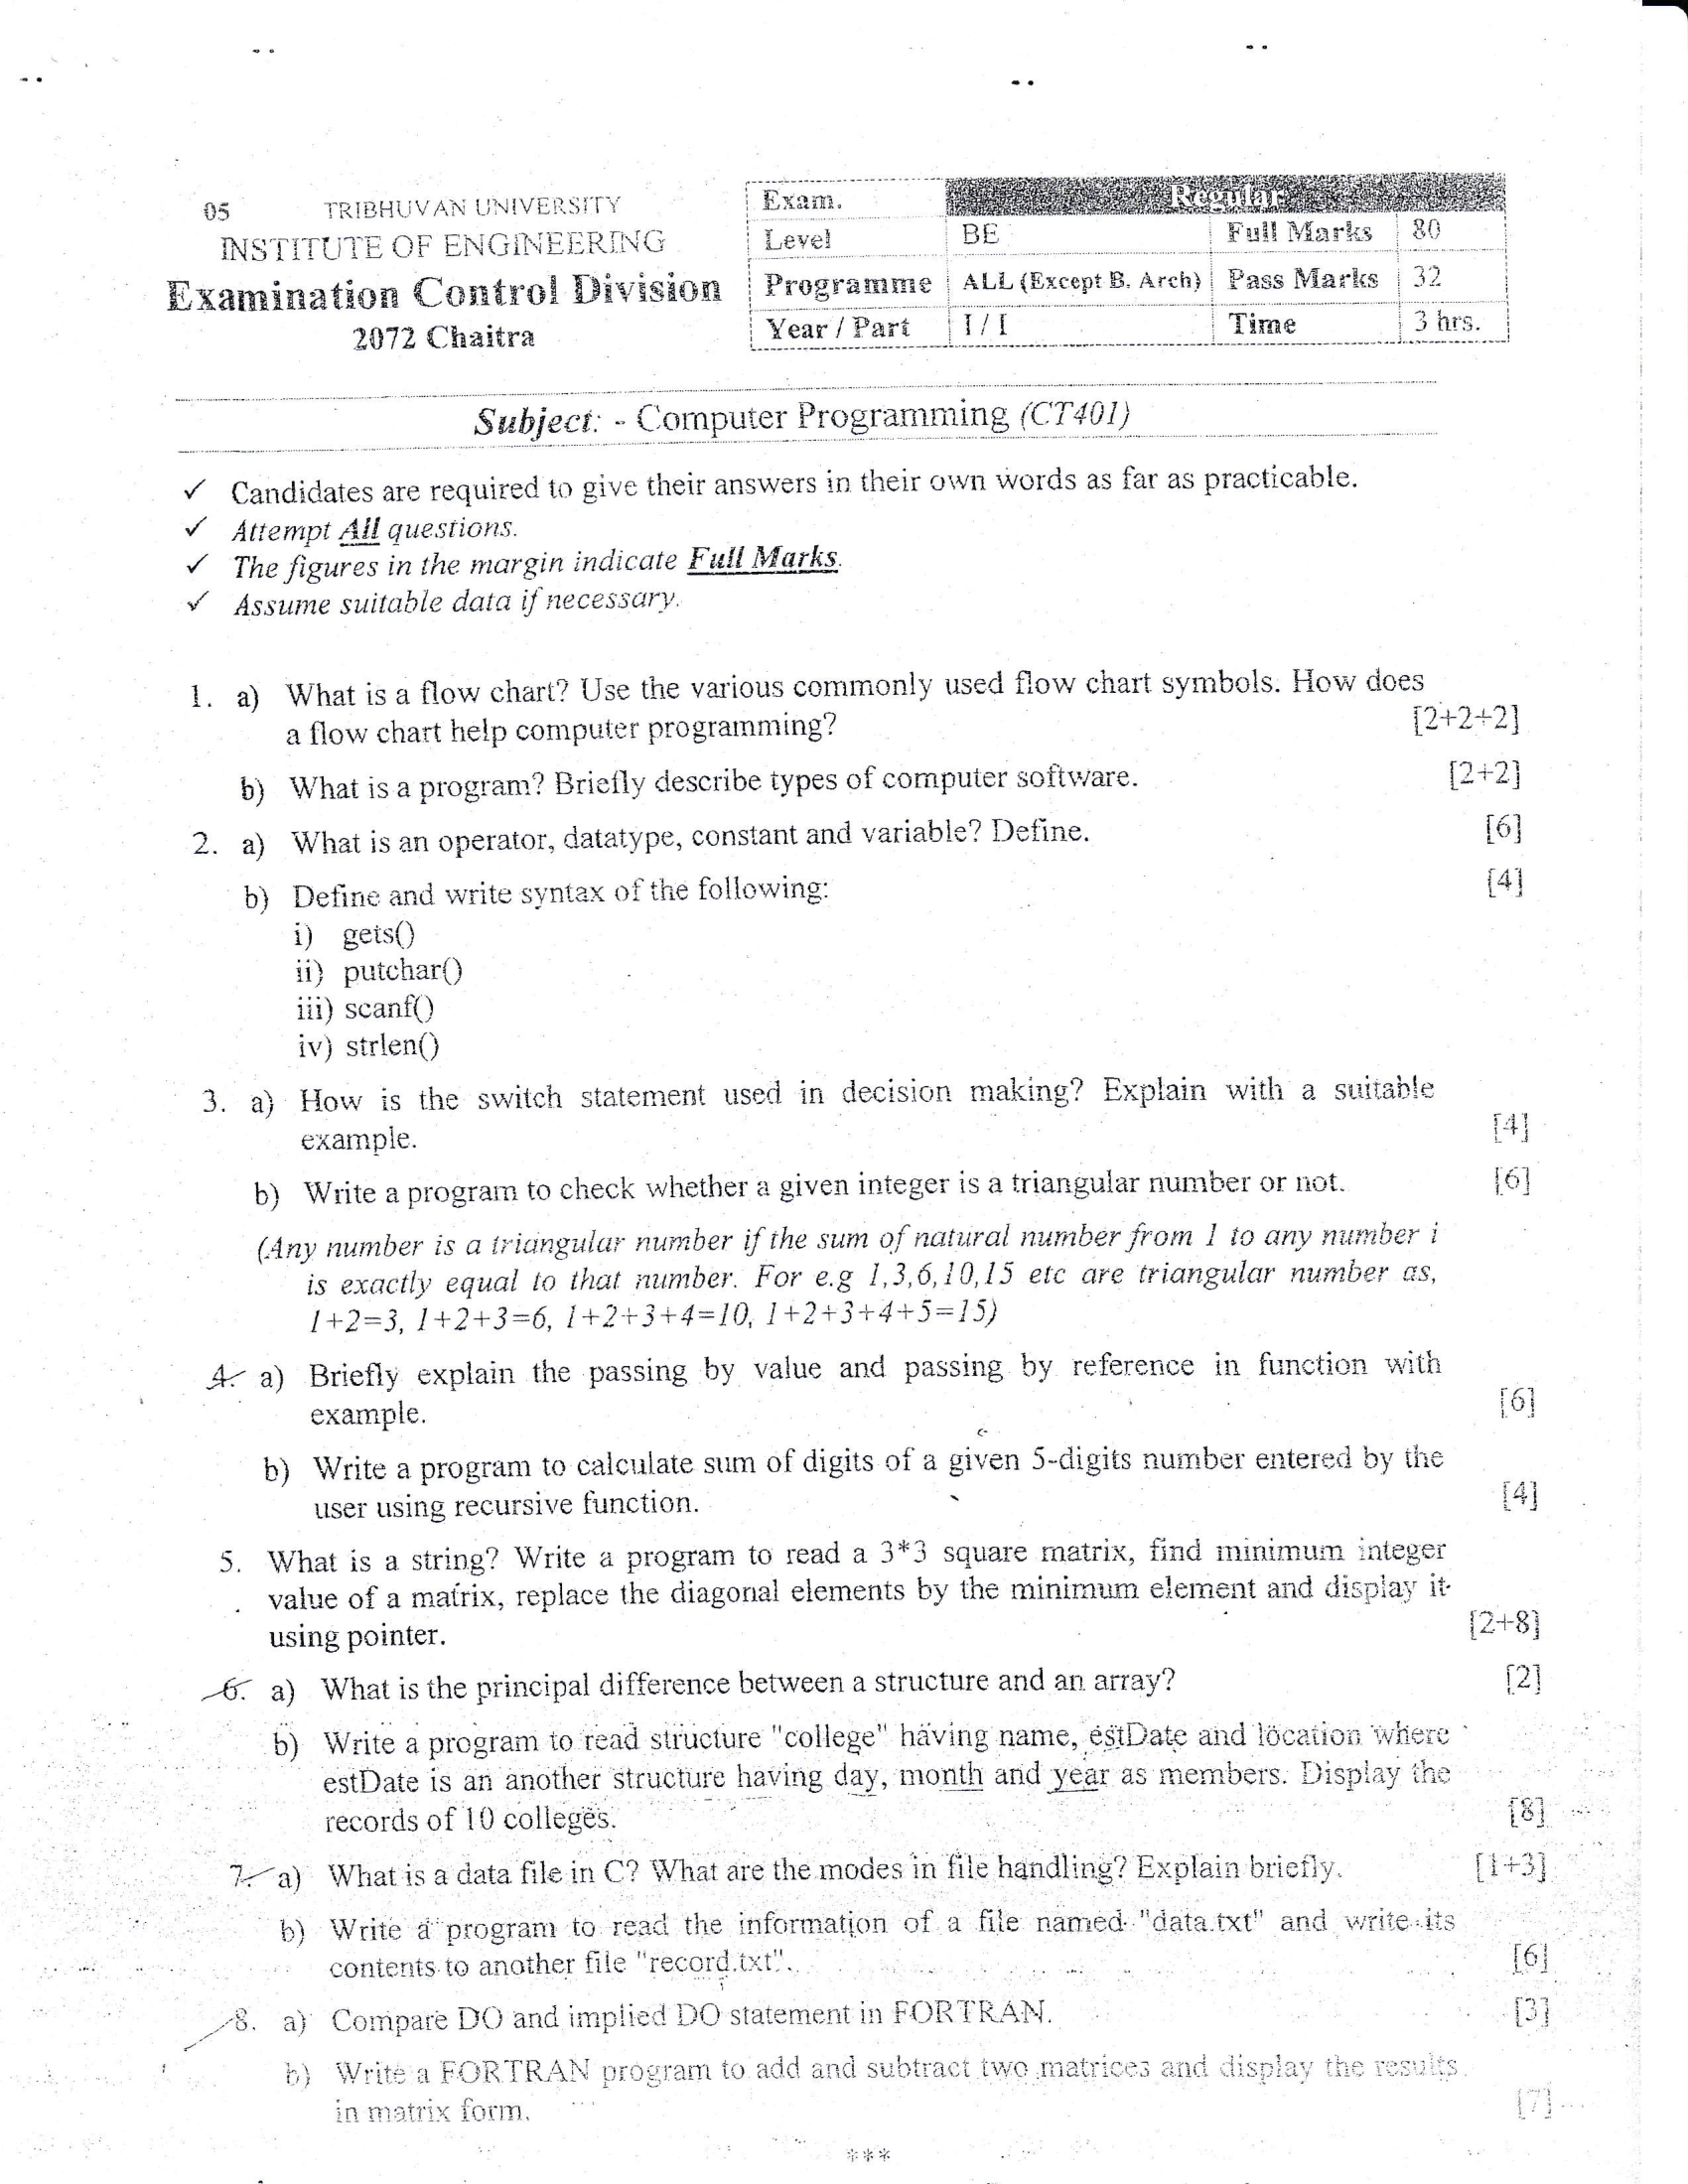 05 TRIBHUVAN UNIVERSITY
INSTITUTE OF ENGINEERING
Examination Control Division
2072 Chaitra
Exam. Regular
Level BE Full Marks 80
Programme ALL (Except B. Arch) Pass Marks 32
Year / Part I / I Time 3 hrs.
Subject: - Computer Programming (CT401)
✓ Candidates are required to give their answers in their own words as far as practicable.
✓ Attempt All questions.
✓ The figures in the margin indicate Full Marks.
✓ Assume suitable data if necessary.
1. a) What is a flow chart? Use the various commonly used flow chart symbols. How does
a flow chart help computer programming? [2+2+2]
b) What is a program? Briefly describe types of computer software. [2+2]
2. a) What is an operator, datatype, constant and variable? Define. [6]
b) Define and write syntax of the following: [4]
i) gets()
ii) putchar()
iii) scanf()
iv) strlen()
3. a) How is the switch statement used in decision making? Explain with a suitable
example. [4]
b) Write a program to check whether a given integer is a triangular number or not. [6]
(Any number is a triangular number if the sum of natural number from 1 to any number i
is exactly equal to that number. For e.g 1,3,6,10,15 etc are triangular number as,
1+2=3, 1+2+3=6, 1+2+3+4=10, 1+2+3+4+5=15)
4. a) Briefly explain the passing by value and passing by reference in function with
example. [6]
b) Write a program to calculate sum of digits of a given 5-digits number entered by the
user using recursive function. [4]
5. What is a string? Write a program to read a 3*3 square matrix, find minimum integer
value of a matrix, replace the diagonal elements by the minimum element and display it
using pointer. [2+8]
6. a) What is the principal difference between a structure and an array? [2]
b) Write a program to read structure "college" having name, estDate and location where
estDate is an another structure having day, month and year as members. Display the
records of 10 colleges. [8]
7. a) What is a data file in C? What are the modes in file handling? Explain briefly. [1+3]
b) Write a program to read the information of a file named "data.txt" and write its
contents to another file "record.txt". [6]
8. a) Compare DO and implied DO statement in FORTRAN. [3]
b) Write a FORTRAN program to add and subtract two matrices and display the results
in matrix form. [7]
***